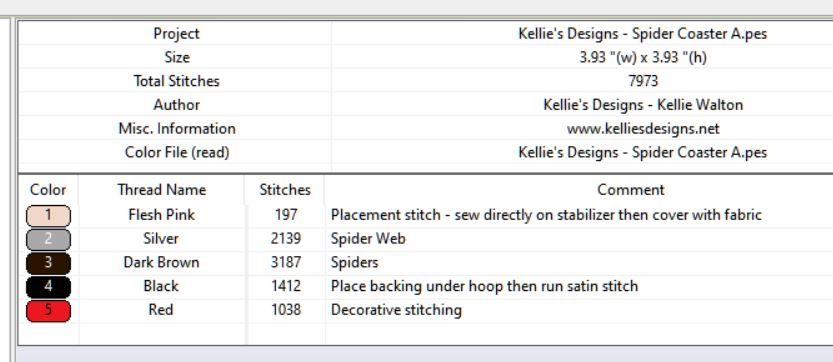 Project Kellie's Designs - Spider Coaster A.pes
Size 3.93 "(w) x 3.93 "(h)
Total Stitches 7973
Author Kellie's Designs - Kellie Walton
Misc. Information www.kelliesdesigns.net
Color File (read) Kellie's Designs - Spider Coaster A.pes
Color Thread Name Stitches Comment
1 Flesh Pink 197 Placement stitch - sew directly on stabilizer then cover with fabric
2 Silver 2139 Spider Web
3 Dark Brown 3187 Spiders
4 Black 1412 Place backing under hoop then run satin stitch
5 Red 1038 Decorative stitching